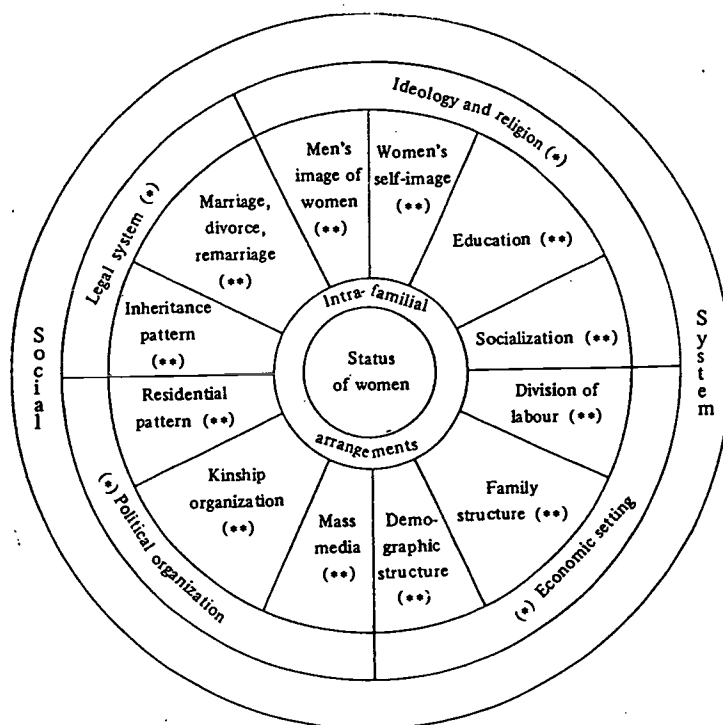 Social
System
Ideology and religion (*)
Legal system (*)
(*) Political organization
(*) Economic setting
Men's
image of
women
(**)
Women's
self-image
(**)
Marriage,
divorce,
remarriage
(**)
Education (**)
Inheritance
pattern
(**)
Socialization (**)
Residential
pattern (**)
Division of
labour (**)
Kinship
organization
(**)
Family
structure (**)
Mass
media
(**)
Demo-
graphic
structure
(**)
Intra-familial
arrangements
Status
of women